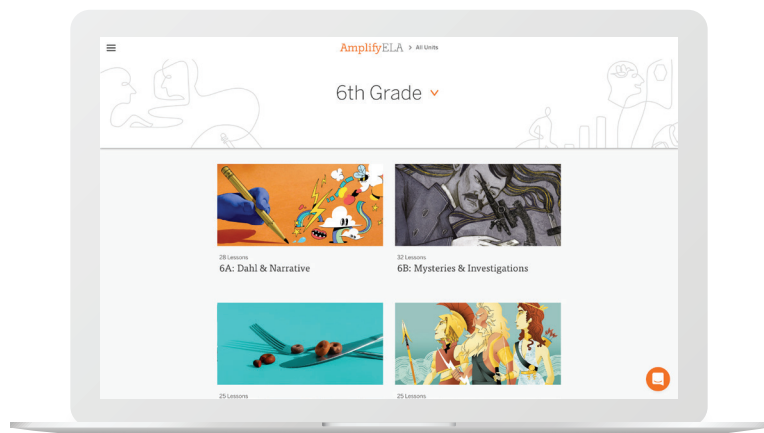 AmplifyELA > All Units
6th Grade
28 Lessons
6A: Dahl & Narrative
32 Lessons
6B: Mysteries & Investigations
25 Lessons
25 Lessons